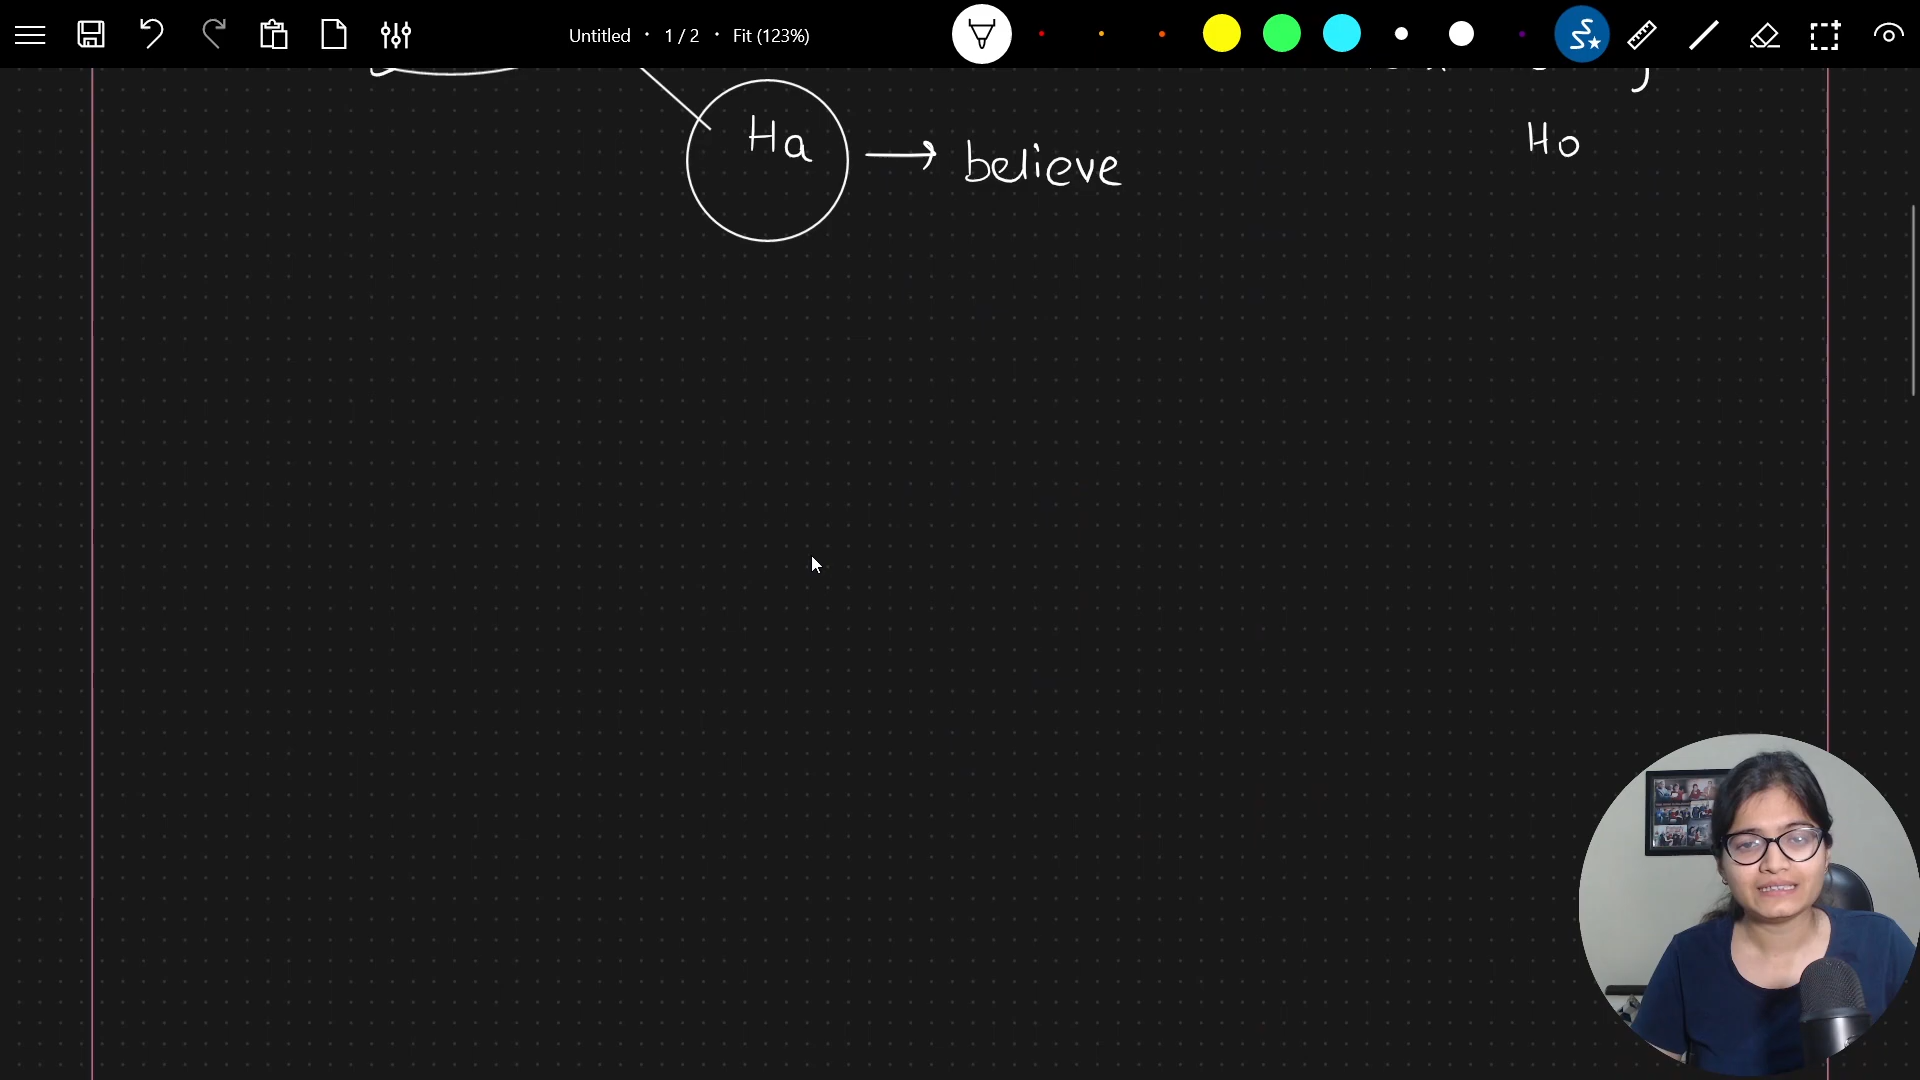 Untitled • 1 / 2 • Fit (123%)
Ha → believe
Ho